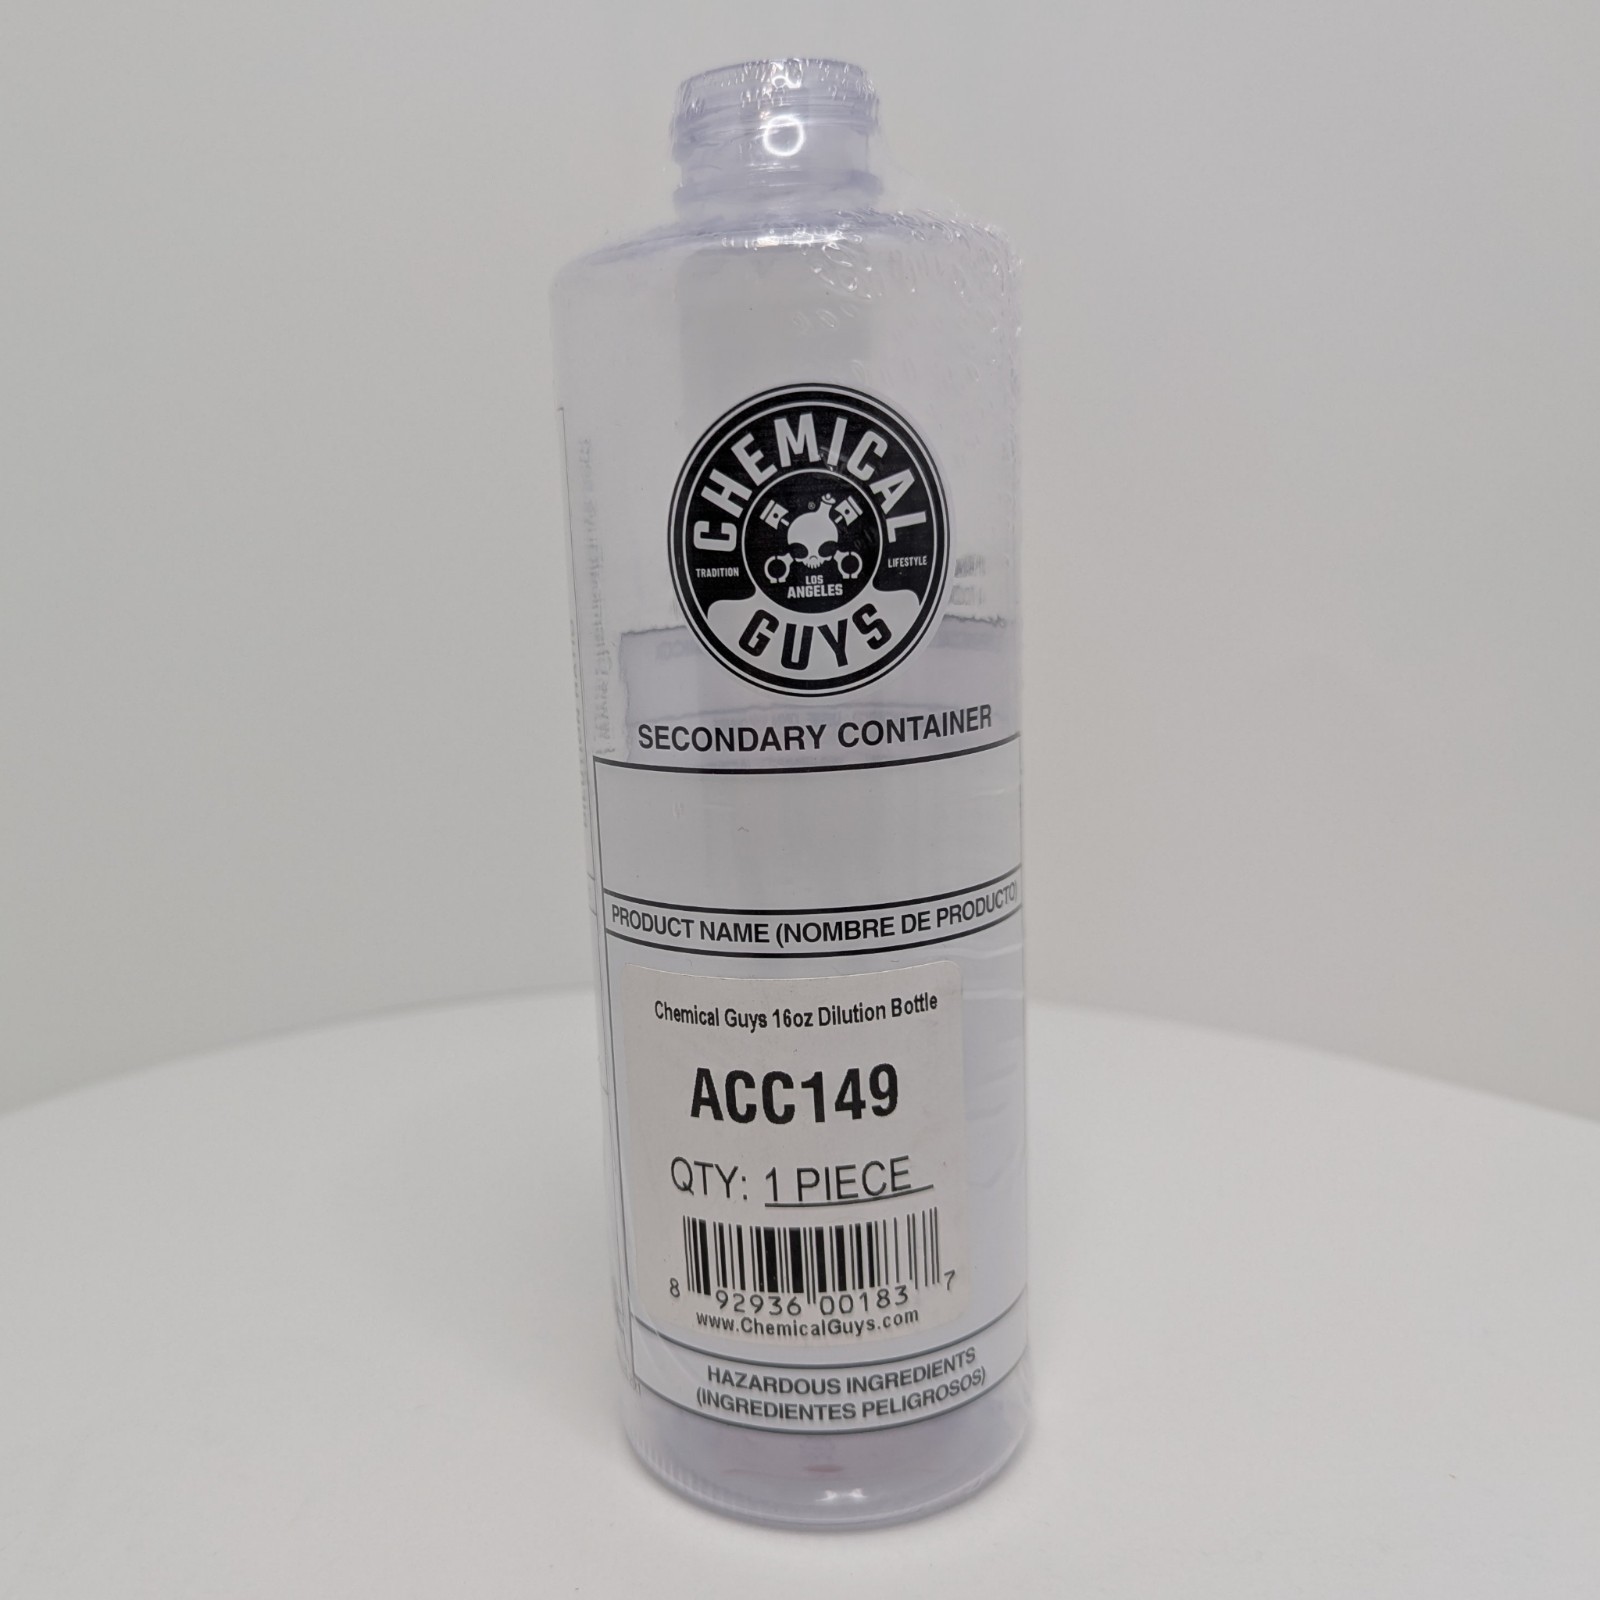 CHEMICAL
TRADITION
LIFESTYLE
LOS
ANGELES
GUYS
SECONDARY CONTAINER
PRODUCT NAME (NOMBRE DE PRODUCTO)
Chemical Guys 16oz Dilution Bottle
ACC149
QTY: 1 PIECE
8 92936 00183 7
www.ChemicalGuys.com
HAZARDOUS INGREDIENTS
(INGREDIENTES PELIGROSOS)